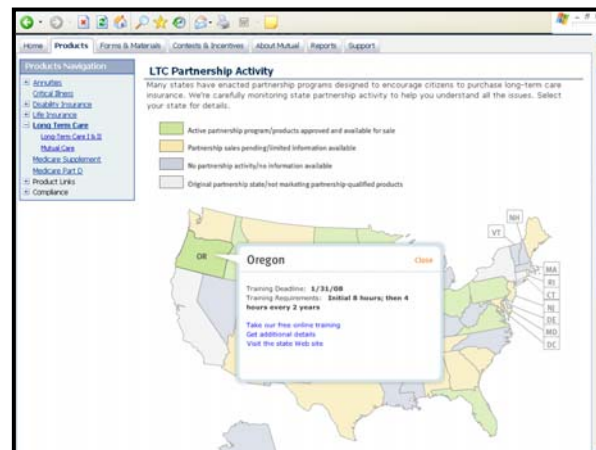 Home Products Forms & Materials Contests & Incentives About Mutual Reports Support
Products Navigation
Annuities
Critical Illness
Disability Insurance
Life Insurance
Long Term Care
Long-Term Care I & II
Mutual Care
Medicare Supplement
Medicare Part D
Product Links
Compliance
LTC Partnership Activity
Many states have enacted partnership programs designed to encourage citizens to purchase long-term care
insurance. We're carefully monitoring state partnership activity to help you understand all the issues. Select
your state for details.
Active partnership program/products approved and available for sale
Partnership sales pending/limited information available
No partnership activity/no information available
Original partnership state/not marketing partnership-qualified products
NH
VT
OR
MA
RI
CT
NJ
DE
MD
DC
Oregon Close
Training Deadline: 1/31/08
Training Requirements: Initial 8 hours; then 4
hours every 2 years
Take our free online training
Get additional details
Visit the state Web site